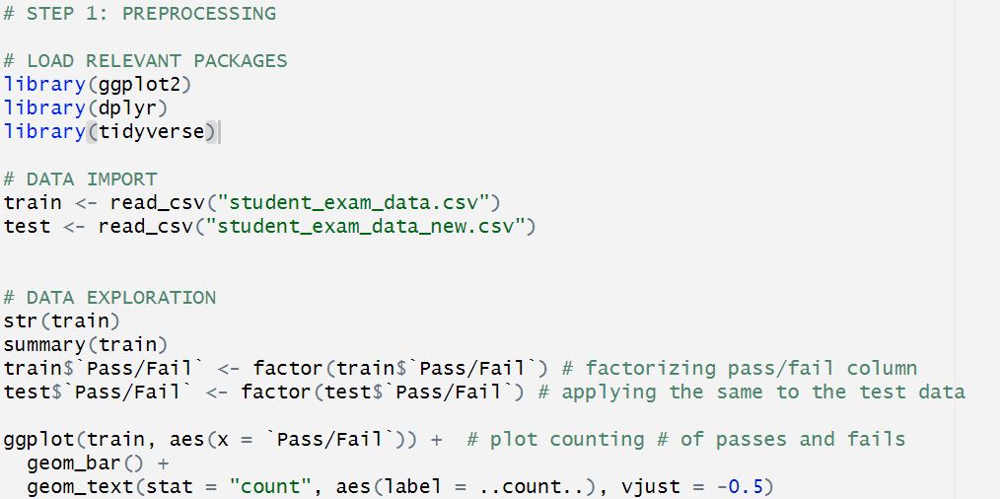 # STEP 1: PREPROCESSING
# LOAD RELEVANT PACKAGES
library(ggplot2)
library(dplyr)
library(tidyverse)
# DATA IMPORT
train <- read_csv("student_exam_data.csv")
test <- read_csv("student_exam_data_new.csv")
# DATA EXPLORATION
str(train)
summary(train)
train$`Pass/Fail` <- factor(train$`Pass/Fail`) # factorizing pass/fail column
test$`Pass/Fail` <- factor(test$`Pass/Fail`) # applying the same to the test data
ggplot(train, aes(x = `Pass/Fail`)) +  # plot counting # of passes and fails
  geom_bar() +
  geom_text(stat = "count", aes(label = ..count..), vjust = -0.5)